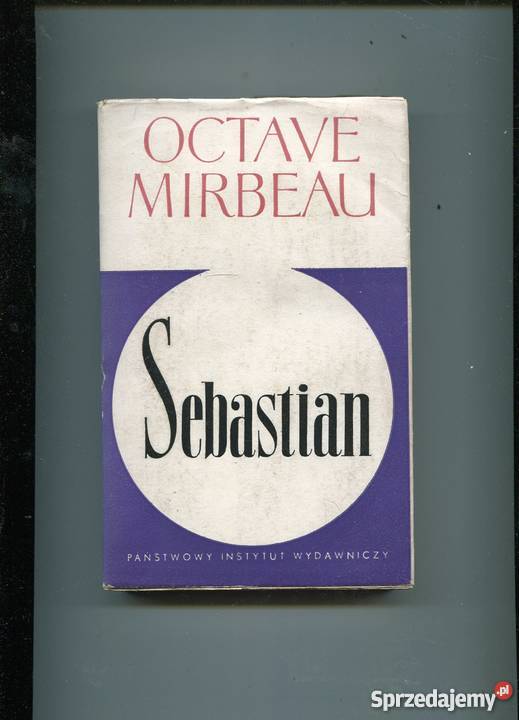 OCTAVE
MIRBEAU
Sebastian
PAŃSTWOWY INSTYTUT WYDAWNICZY
Sprzedajemy.pl